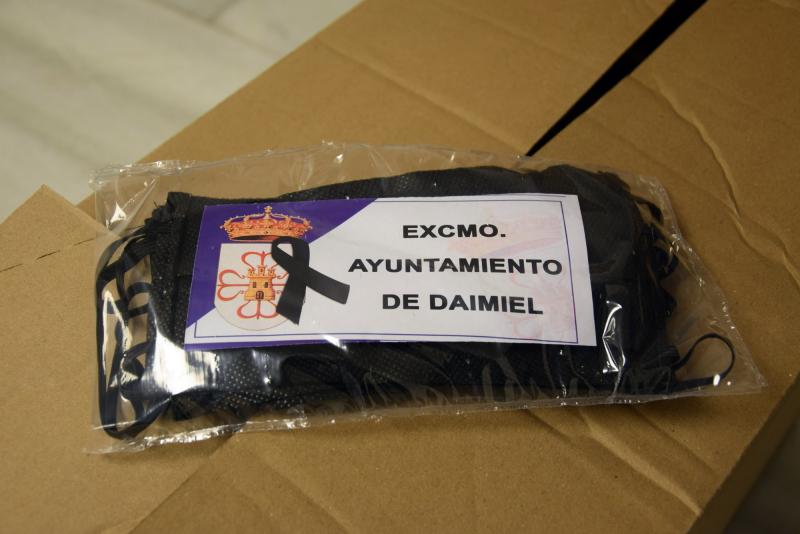 EXCMO.
AYUNTAMIENTO
DE DAIMIEL